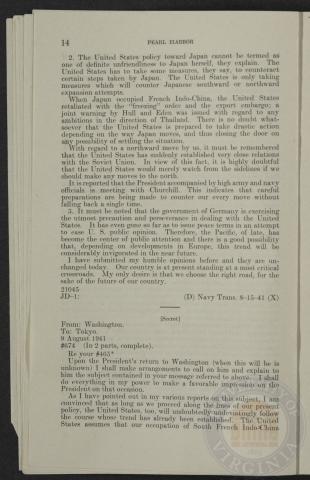 14 PEARL HARBOR
2. The United States policy toward Japan cannot be termed as
one of definite unfriendliness to Japan herself, they explain. The
United States has to take some measures, they say, to counteract
certain steps taken by Japan. The United States is only taking
measures which will counter Japanese southward or northward
expansion attempts.
When Japan occupied French Indo-China, the United States
retaliated with the "freezing" order and the export embargo; a
joint warning by Hull and Eden was issued with regard to any
ambitions in the direction of Thailand. There is no doubt what-
soever that the United States is prepared to take drastic action
depending on the way Japan moves, and thus closing the door on
any possibility of settling the situation.
With regard to a northward move by us, it must be remembered
that the United States has suddenly established very close relations
with the Soviet Union. In view of this fact, it is highly doubtful
that the United States would merely watch from the sidelines if we
should make any moves to the north.
It is reported that the President accompanied by high army and navy
officials is meeting with Churchill. This indicates that careful
preparations are being made to counter our every move without
falling back a single time.
3. It must be noted that the government of Germany is exercising
the utmost precaution and perseverance in dealing with the United
States. It has even gone so far as to issue peace terms in an attempt
to ease U. S. public opinion. Therefore, the Pacific, of late, has
become the center of public attention and there is a good possibility
that, depending on developments in Europe, this trend will be
considerably invigorated in the near future.
I have submitted my humble opinions before and they are un-
changed today. Our country is at present standing at a most critical
crossroads. My only desire is that we choose the right road, for the
sake of the future of our country.
21045
JD-1: (D) Navy Trans. 8-15-41 (X)
[Secret]
From: Washington.
To: Tokyo.
9 August 1941
#674 (In 2 parts, complete).
Re your #465*
Upon the President's return to Washington (when this will be is
unknown) I shall make arrangements to call on him and explain to
him the subject contained in your message referred to above. I shall
do everything in my power to make a favorable impression on the
President on that occasion.
As I have pointed out in my various reports on this subject, I am
convinced that as long as we proceed along the lines of our present
policy, the United States, too, will undoubtedly undeviatingly follow
the course whose trend has already been established. The United
States assumes that our occupation of South French Indo-China
VIRGINIA